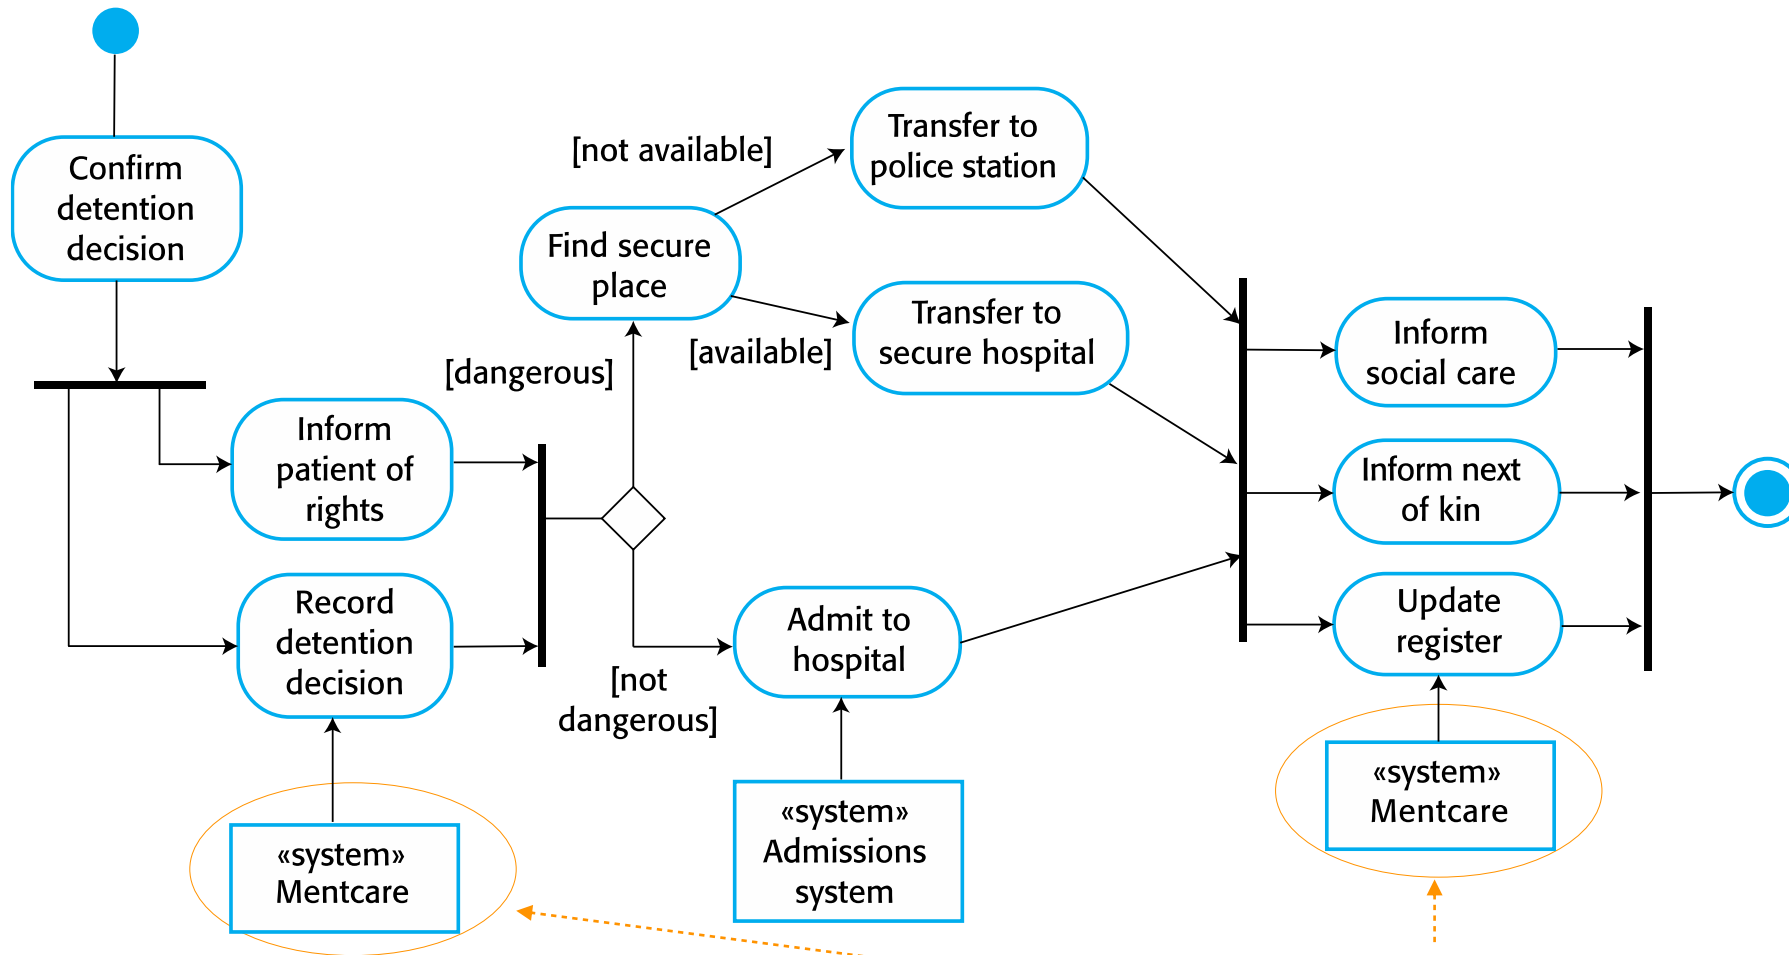 Confirm
detention
decision
Inform
patient of
rights
Record
detention
decision
«system»
Mentcare
[dangerous]
[not
dangerous]
Find secure
place
[not available]
[available]
Transfer to
police station
Transfer to
secure hospital
Admit to
hospital
«system»
Admissions
system
Inform
social care
Inform next
of kin
Update
register
«system»
Mentcare